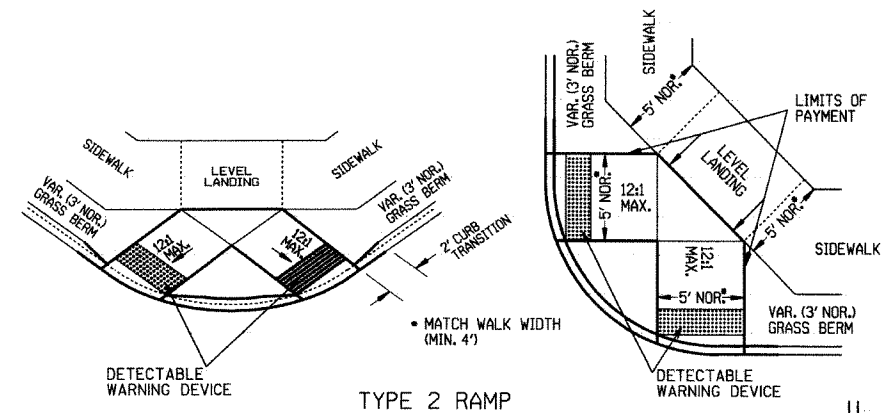 SIDEWALK
LEVEL
LANDING
SIDEWALK
VAR. (3' NOR.)
GRASS BERM
VAR. (3' NOR.)
GRASS BERM
12:1
MAX.
12:1
MAX.
2' CURB
TRANSITION
• MATCH WALK WIDTH
(MIN. 4')
DETECTABLE
WARNING DEVICE
TYPE 2 RAMP
VAR. (3' NOR.)
GRASS BERM
SIDEWALK
5' NOR.•
LIMITS OF
PAYMENT
LEVEL
LANDING
5' NOR.•
12:1
MAX.
5' NOR.•
SIDEWALK
12:1
MAX.
5' NOR.•
VAR. (3' NOR.)
GRASS BERM
DETECTABLE
WARNING DEVICE